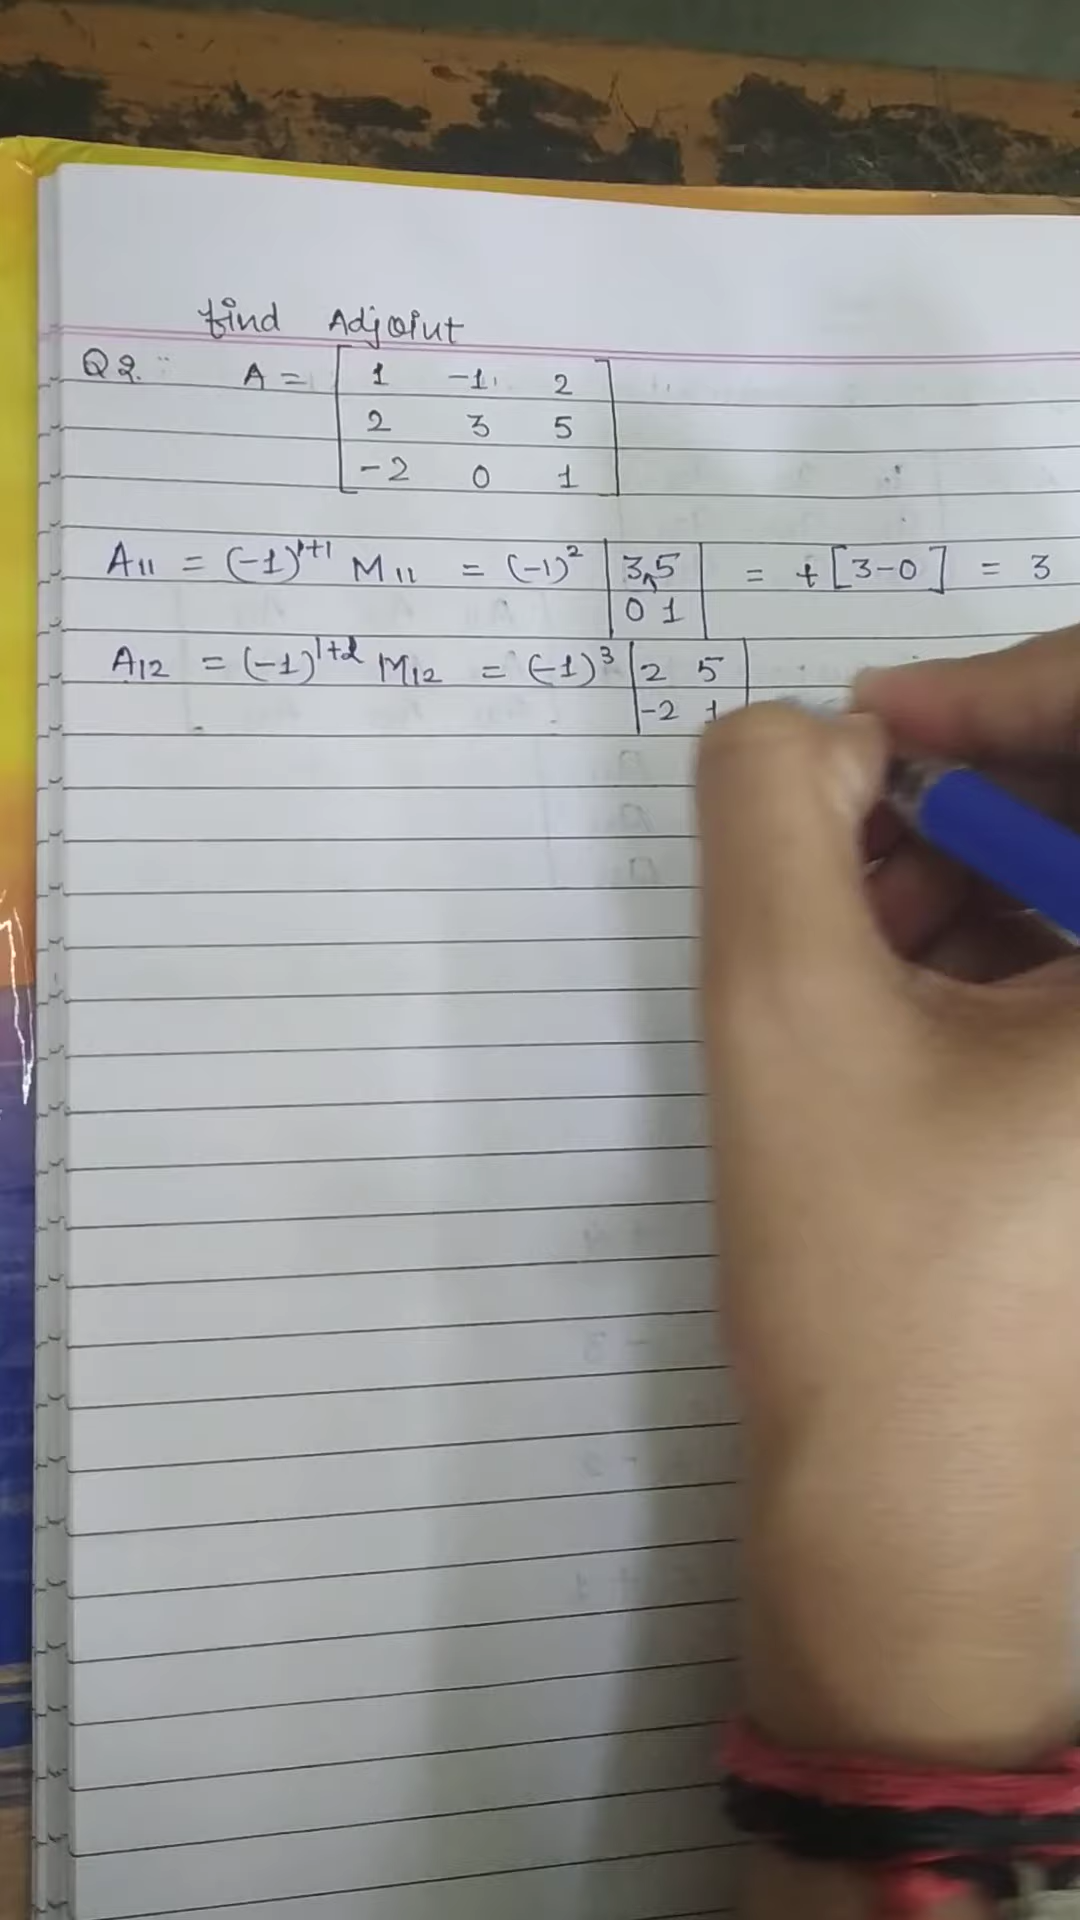 find Adjoint
Q2. A = [ 1 -1 2
2 3 5
-2 0 1 ]
A11 = (-1)^1+1 M11 = (-1)^2 | 3 5 | = +[3-0] = 3
0 1
A12 = (-1)^1+2 M12 = (-1)^3 | 2 5 |
-2 1